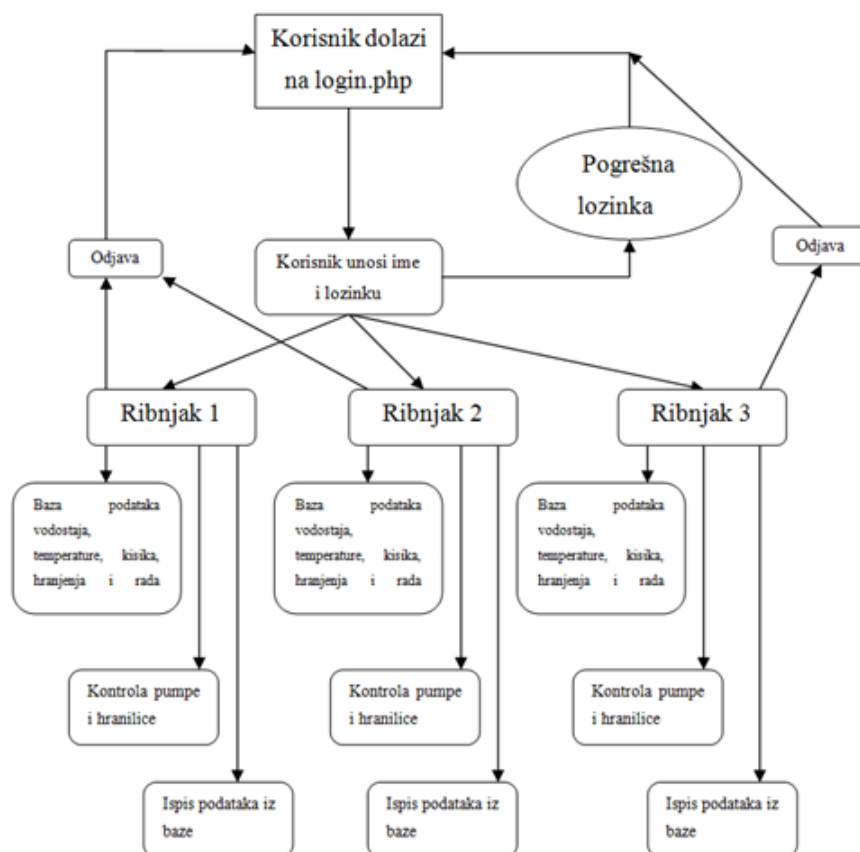 Korisnik dolazi
na login.php
Pogrešna
lozinka
Odjava
Korisnik unosi ime
i lozinku
Odjava
Ribnjak 1
Ribnjak 2
Ribnjak 3
Baza podataka
vodostaja,
temperature, kisika,
hranjenja i rada
Baza podataka
vodostaja,
temperature, kisika,
hranjenja i rada
Baza podataka
vodostaja,
temperature, kisika,
hranjenja i rada
Kontrola pumpe
i hranilice
Kontrola pumpe
i hranilice
Kontrola pumpe
i hranilice
Ispis podataka iz
baze
Ispis podataka iz
baze
Ispis podataka iz
baze